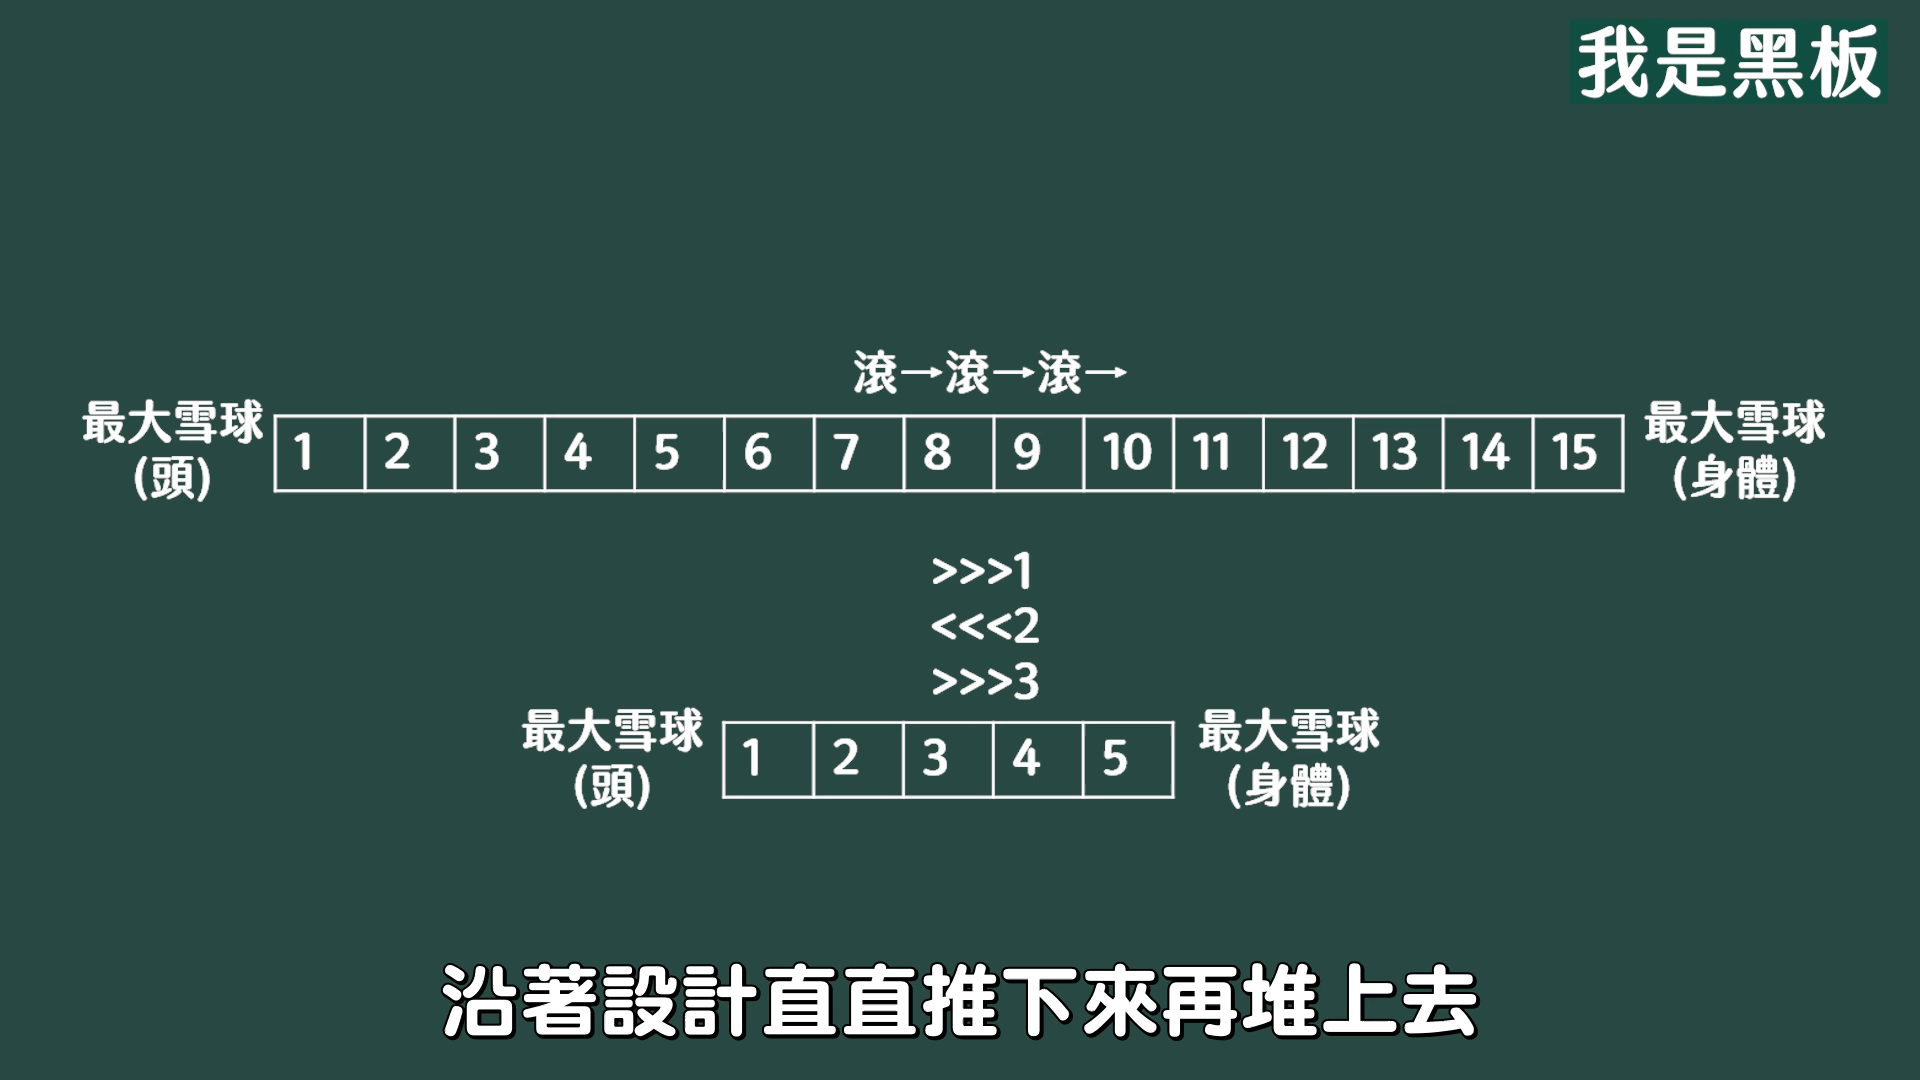 我是黑板
滾→滾→滾→
最大雪球
(頭)
1 2 3 4 5 6 7 8 9 10 11 12 13 14 15
最大雪球
(身體)
>>>1
<<<2
>>>3
最大雪球
(頭)
1 2 3 4 5
最大雪球
(身體)
沿著設計直直推下來再堆上去